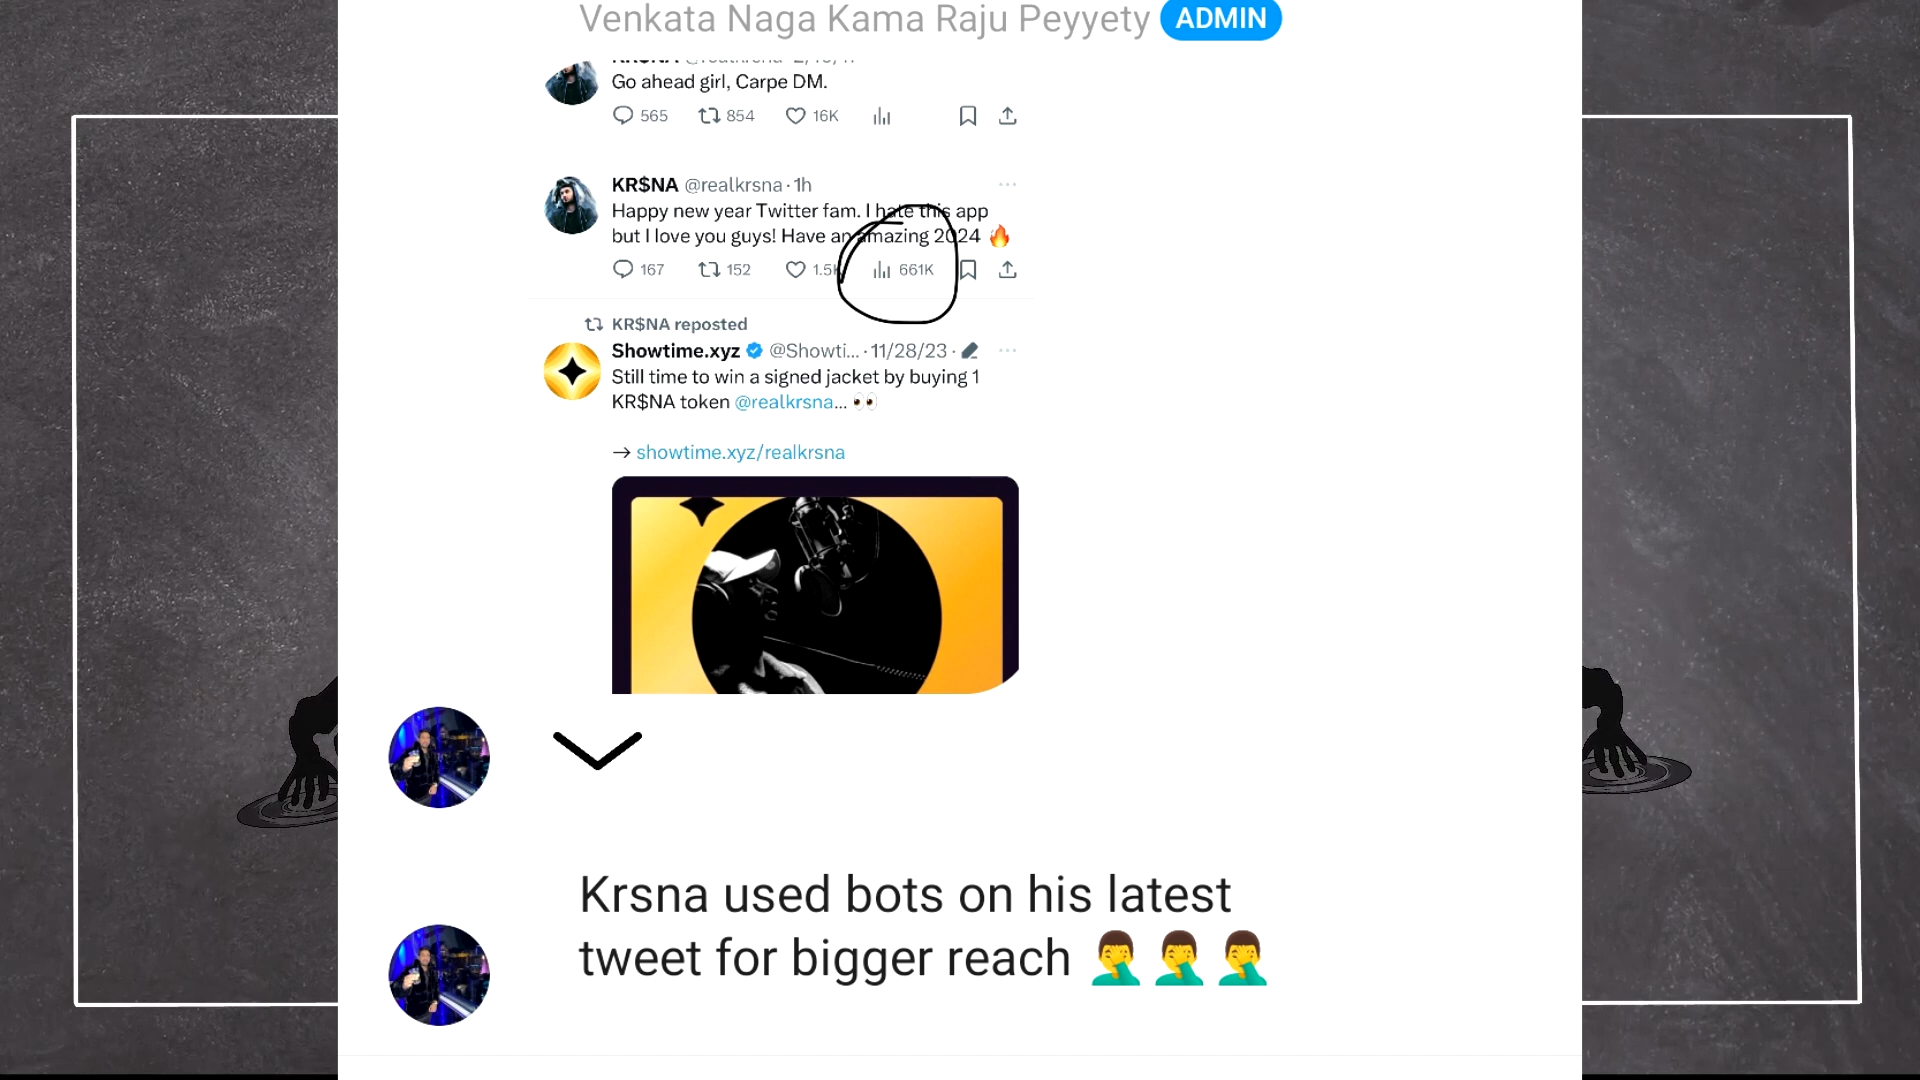 Venkata Naga Kama Raju Peyyety ADMIN
Go ahead girl, Carpe DM.
565 854 16K
KR$NA @realkrsna · 1h
Happy new year Twitter fam. I hate this app
but I love you guys! Have an amazing 2024 🔥
167 152 1.5K 661K
KR$NA reposted
Showtime.xyz @Showti... · 11/28/23 ·
Still time to win a signed jacket by buying 1
KR$NA token @realkrsna... 👀
→ showtime.xyz/realkrsna
Krsna used bots on his latest
tweet for bigger reach 🤦‍♂️🤦‍♂️🤦‍♂️